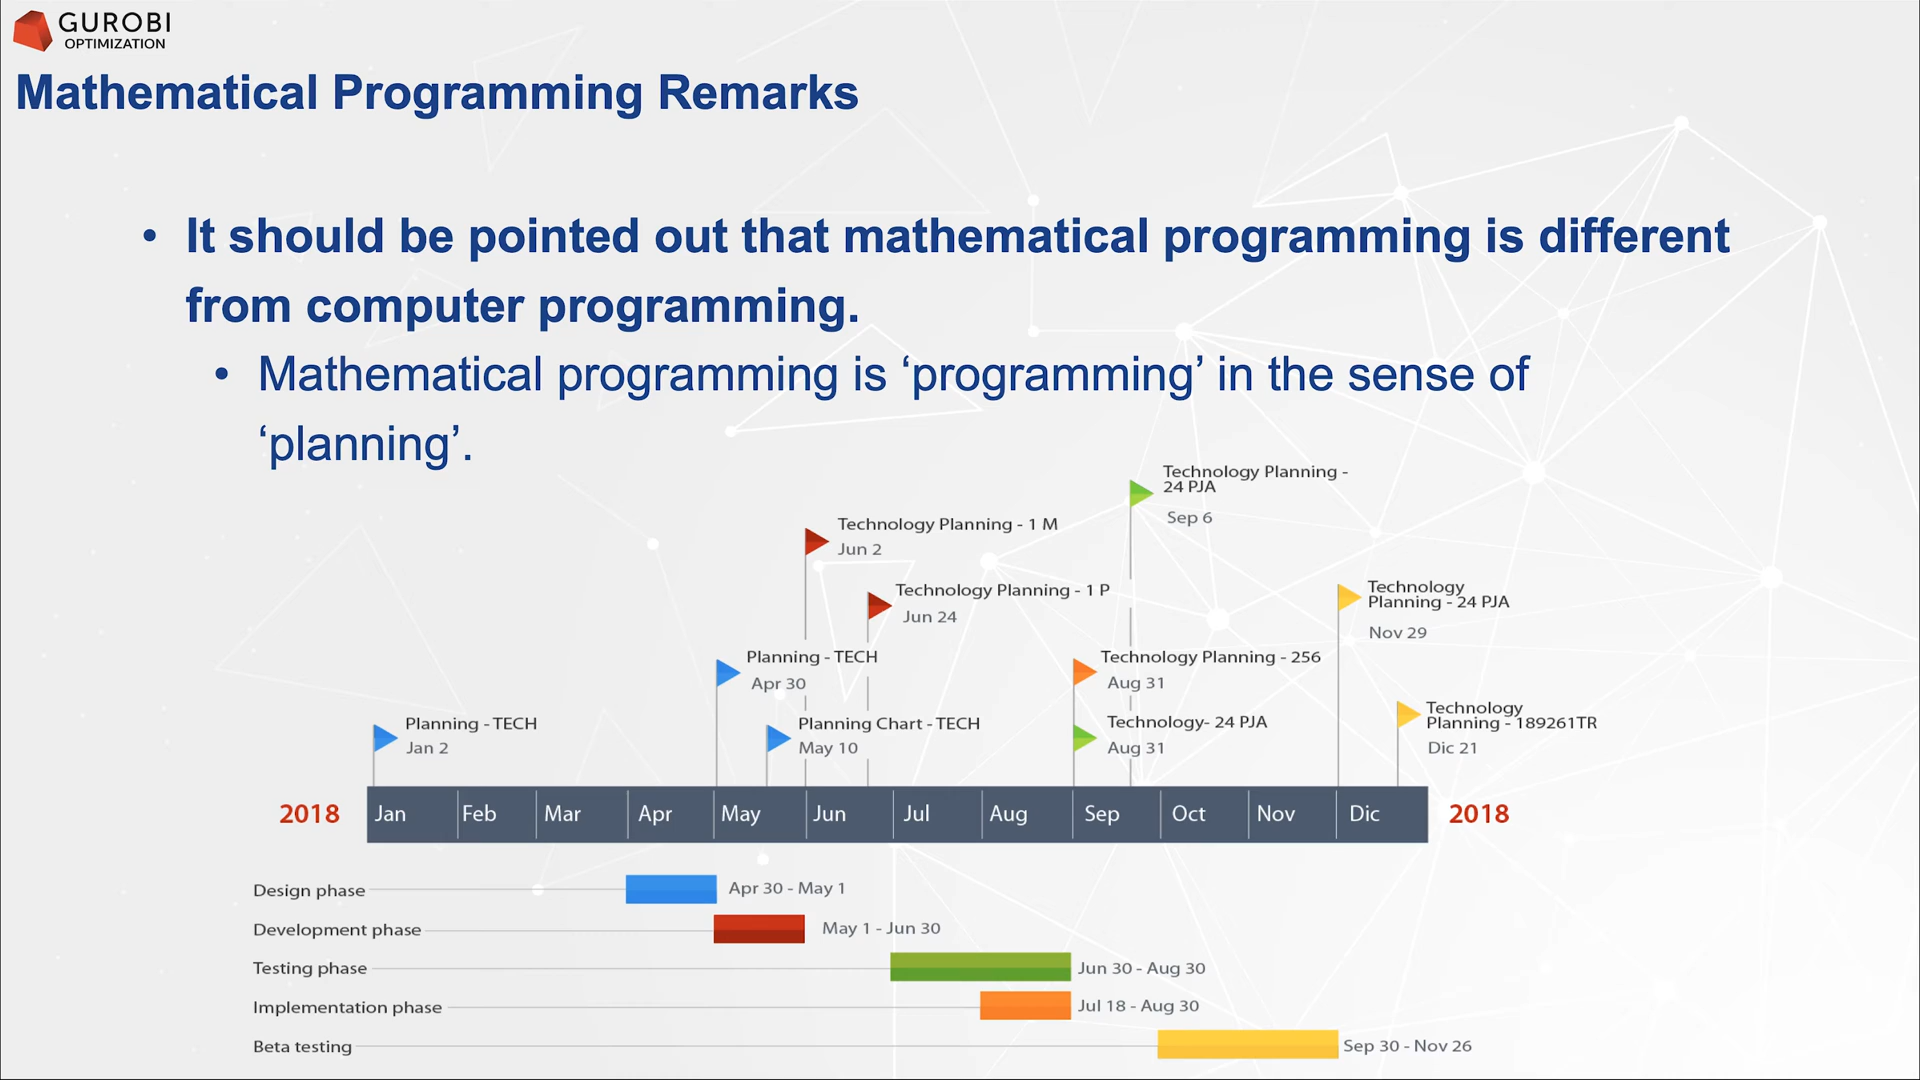 GUROBI
OPTIMIZATION
Mathematical Programming Remarks
• It should be pointed out that mathematical programming is different
from computer programming.
• Mathematical programming is ‘programming’ in the sense of
‘planning’.
Technology Planning -
24 PJA
Sep 6
Technology Planning - 1 M
Jun 2
Technology Planning - 1 P
Jun 24
Technology
Planning - 24 PJA
Nov 29
Planning - TECH
Apr 30
Technology Planning - 256
Aug 31
Planning - TECH
Jan 2
Planning Chart - TECH
May 10
Technology- 24 PJA
Aug 31
Technology
Planning - 189261TR
Dic 21
2018 Jan Feb Mar Apr May Jun Jul Aug Sep Oct Nov Dic 2018
Design phase Apr 30 - May 1
Development phase May 1 - Jun 30
Testing phase Jun 30 - Aug 30
Implementation phase Jul 18 - Aug 30
Beta testing Sep 30 - Nov 26